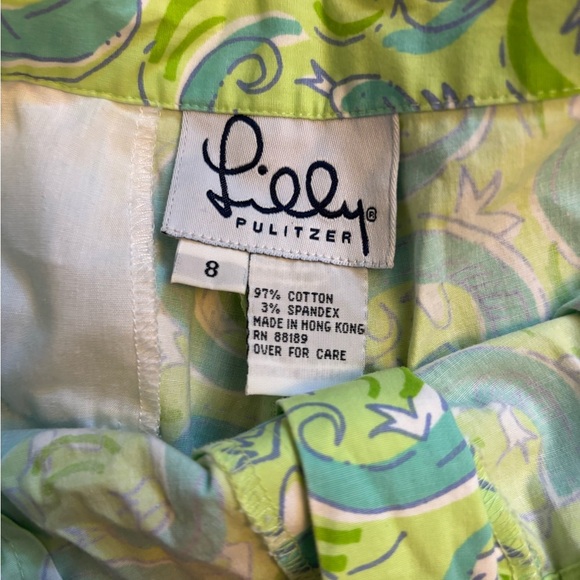 Lilly®
PULITZER
8
97% COTTON
3% SPANDEX
MADE IN HONG KONG
RN 88189
OVER FOR CARE